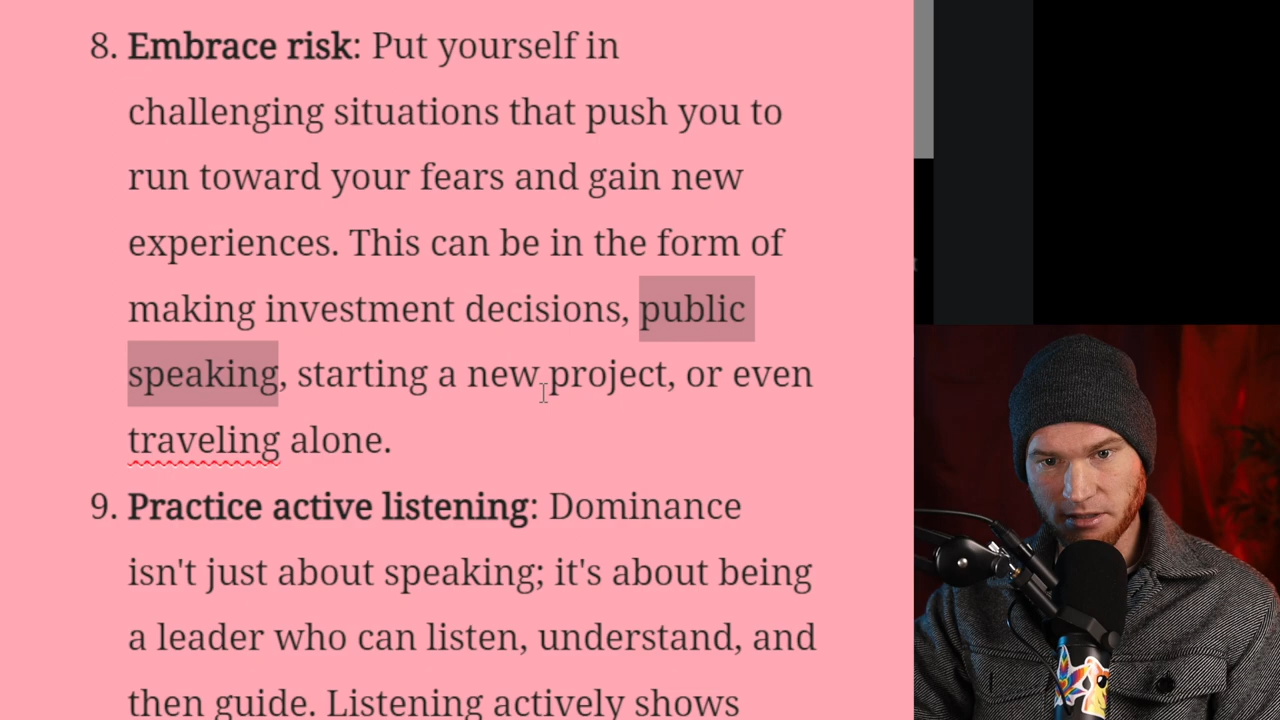 8. Embrace risk: Put yourself in
challenging situations that push you to
run toward your fears and gain new
experiences. This can be in the form of
making investment decisions, public
speaking, starting a new project, or even
traveling alone.
9. Practice active listening: Dominance
isn't just about speaking; it's about being
a leader who can listen, understand, and
then guide. Listening actively shows